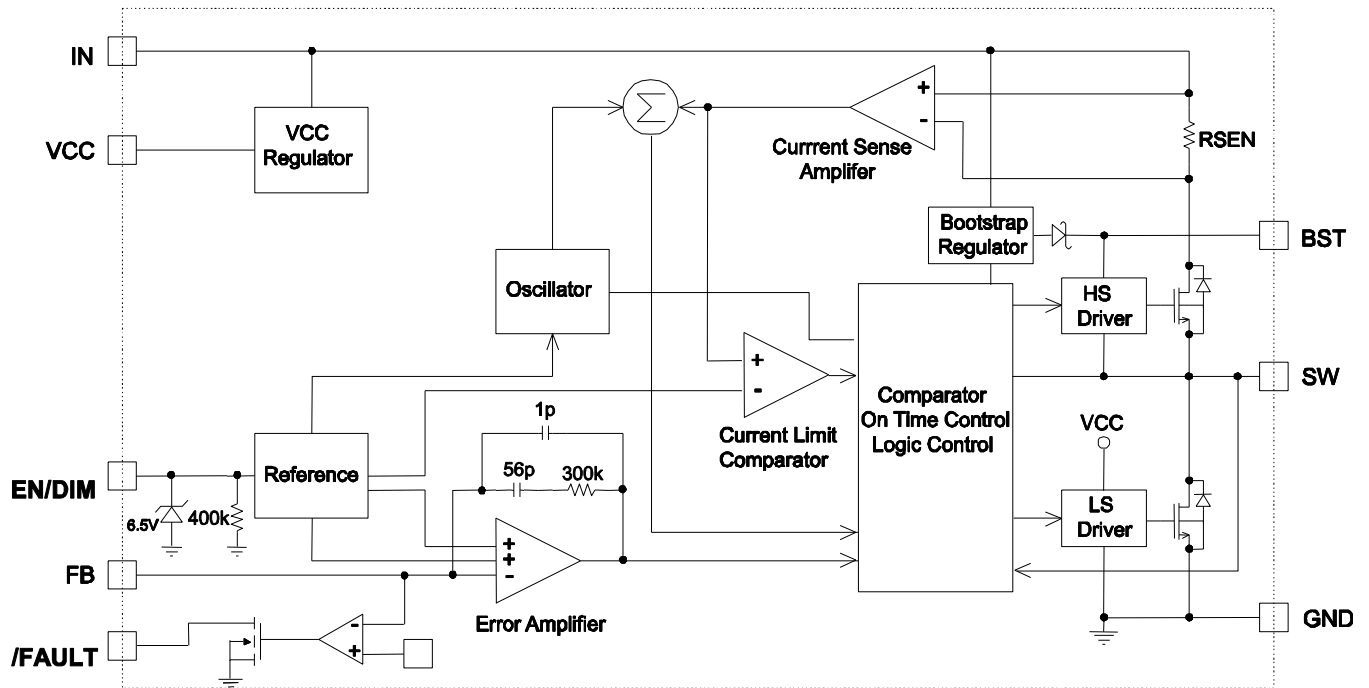 IN
VCC
VCC
Regulator
Σ
+
-
Currrent Sense
Amplifer
RSEN
Bootstrap
Regulator
BST
Oscillator
HS
Driver
+
-
Current Limit
Comparator
Comparator
On TIme Control
Logic Control
SW
VCC
1p
56p
300k
Reference
EN/DIM
6.5V
400k
LS
Driver
+
+
-
Error Amplifier
FB
/FAULT
-
+
GND